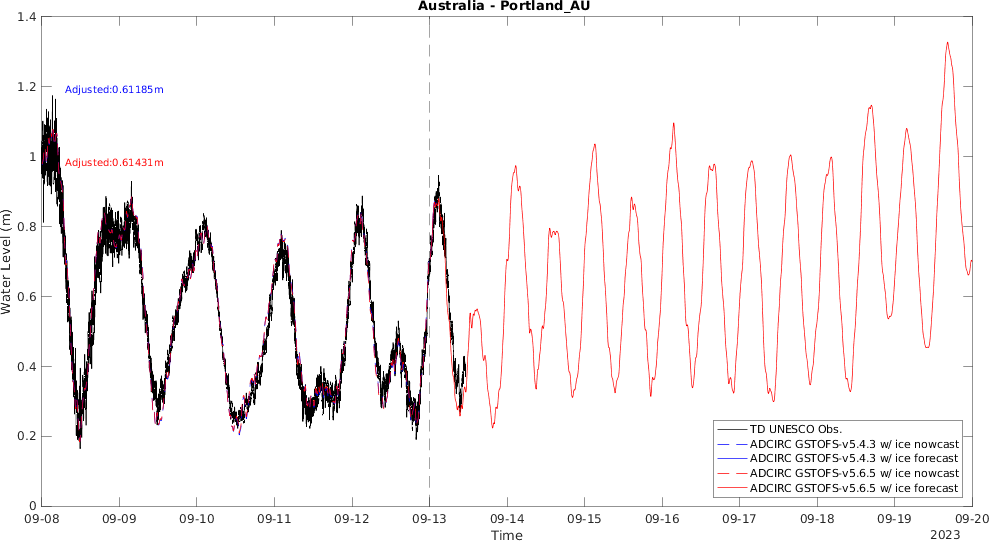 Australia - Portland_AU
1.4
1.2
1
0.8
0.6
0.4
0.2
0
Water Level (m)
Adjusted:0.61185m
Adjusted:0.61431m
TD UNESCO Obs.
ADCIRC GSTOFS-v5.4.3 w/ ice nowcast
ADCIRC GSTOFS-v5.4.3 w/ ice forecast
ADCIRC GSTOFS-v5.6.5 w/ ice nowcast
ADCIRC GSTOFS-v5.6.5 w/ ice forecast
09-08 09-09 09-10 09-11 09-12 09-13 09-14 09-15 09-16 09-17 09-18 09-19 09-20
Time
2023